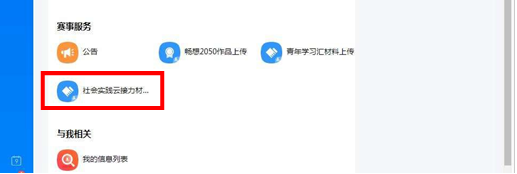 赛事服务
公告
畅想2050作品上传
青年学习汇材料上传
社会实践云接力材...
与我相关
我的信息列表